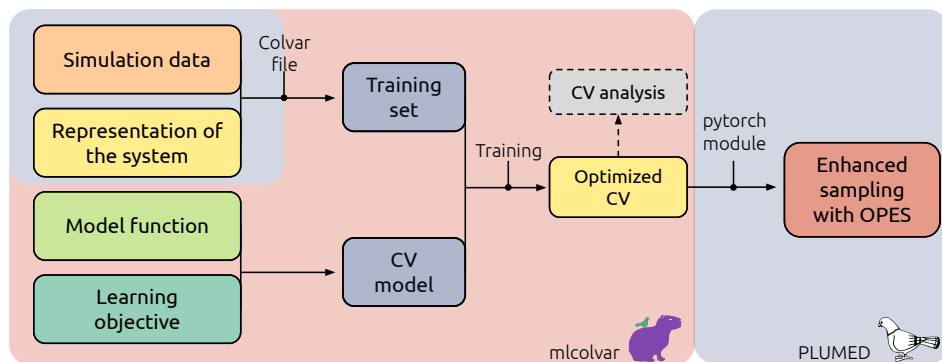 Simulation data
Colvar
file
Representation of
the system
Training
set
Model function
Learning
objective
CV
model
Training
CV analysis
Optimized
CV
pytorch
module
Enhanced
sampling
with OPES
mlcolvar
PLUMED